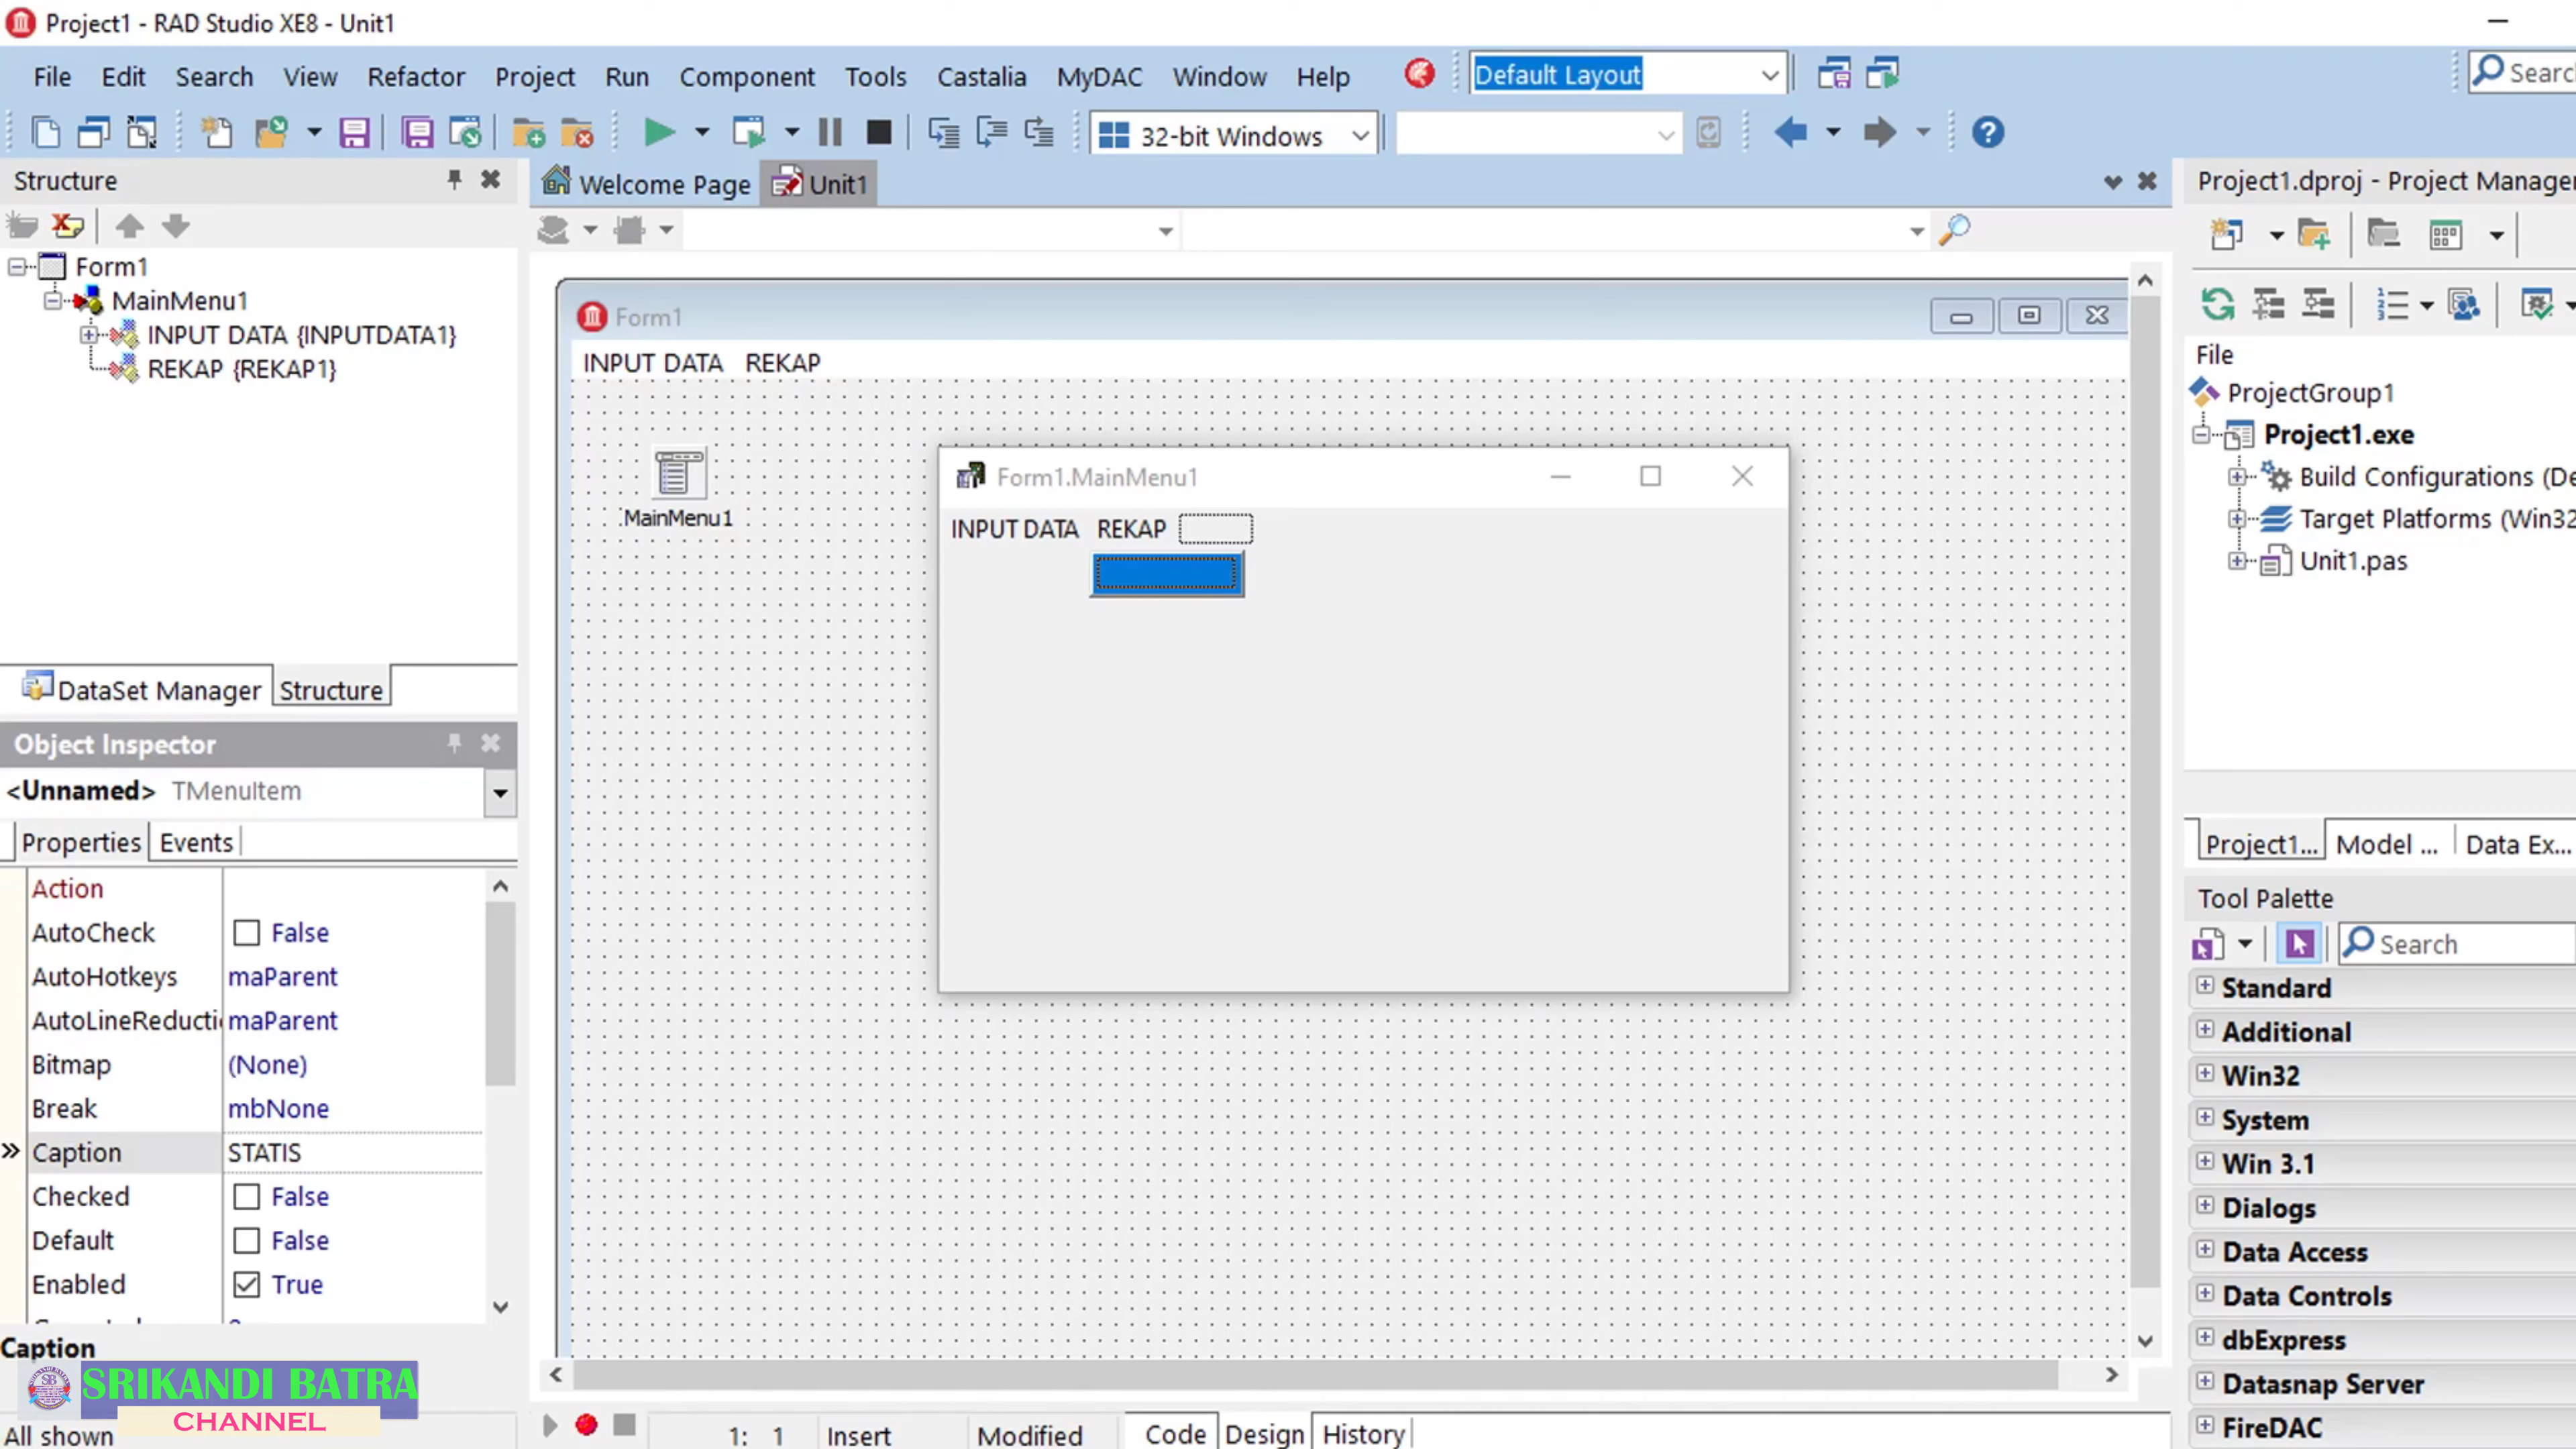 Project1 - RAD Studio XE8 - Unit1
File Edit Search View Refactor Project Run Component Tools Castalia MyDAC Window Help
Default Layout
32-bit Windows
Structure
Form1
MainMenu1
INPUT DATA {INPUTDATA1}
REKAP {REKAP1}
DataSet Manager Structure
Object Inspector
<Unnamed> TMenuItem
Properties Events
Action
AutoCheck False
AutoHotkeys maParent
AutoLineReducti maParent
Bitmap (None)
Break mbNone
Caption STATIS
Checked False
Default False
Enabled True
Caption
SRIKANDI BATRA
CHANNEL
All shown
Welcome Page Unit1
Form1
INPUT DATA REKAP
MainMenu1
Form1.MainMenu1
INPUT DATA REKAP
1: 1 Insert Modified Code Design History
Searc
Project1.dproj - Project Manager
File
ProjectGroup1
Project1.exe
Build Configurations (De
Target Platforms (Win32
Unit1.pas
Project1... Model ... Data Ex...
Tool Palette
Search
Standard
Additional
Win32
System
Win 3.1
Dialogs
Data Access
Data Controls
dbExpress
Datasnap Server
FireDAC